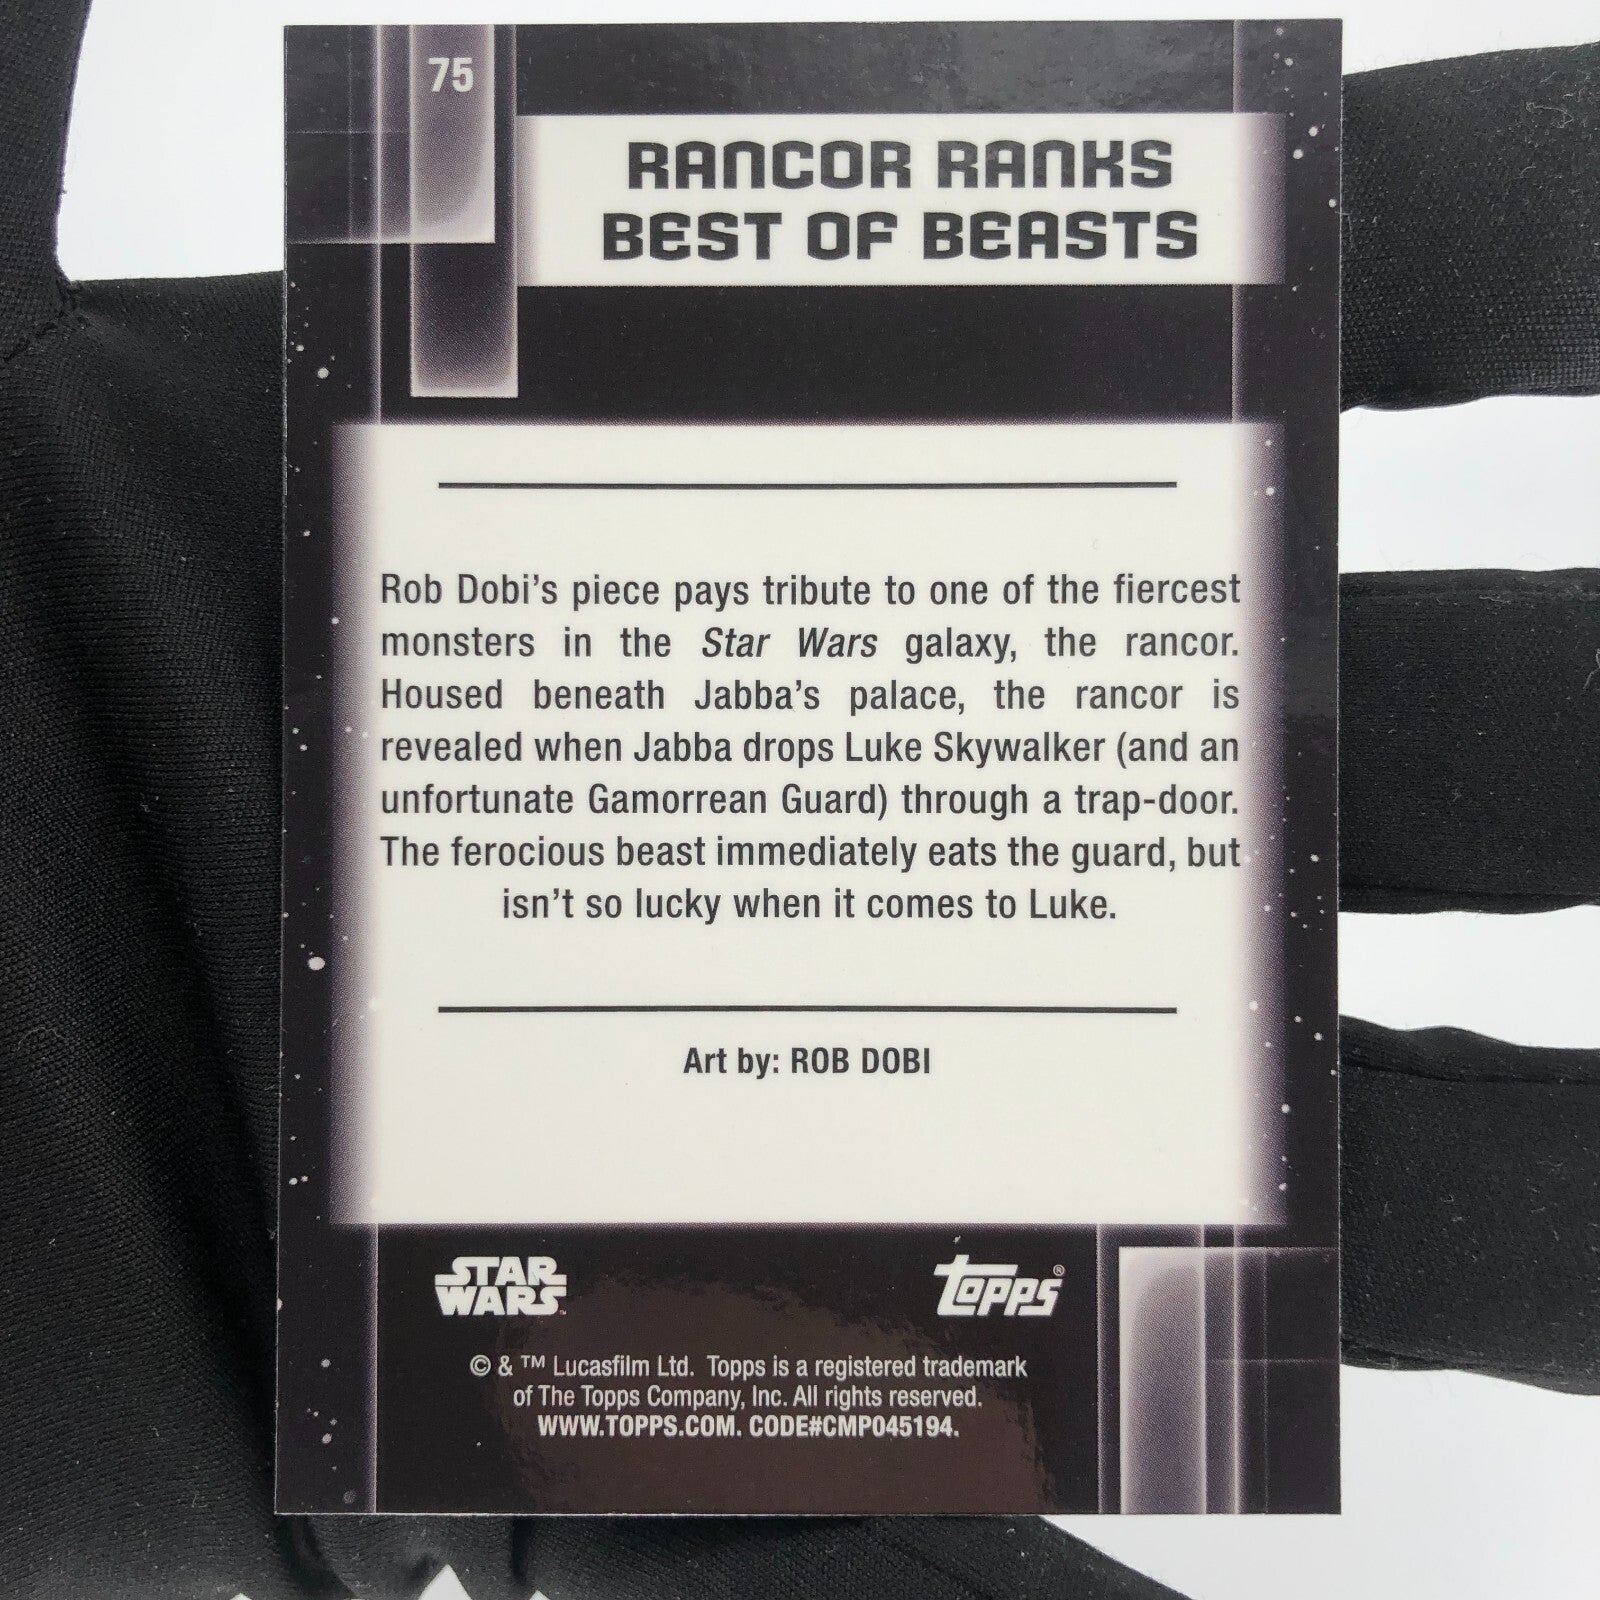 75
RANCOR RANKS
BEST OF BEASTS
Rob Dobi's piece pays tribute to one of the fiercest
monsters in the Star Wars galaxy, the rancor.
Housed beneath Jabba's palace, the rancor is
revealed when Jabba drops Luke Skywalker (and an
unfortunate Gamorrean Guard) through a trap-door.
The ferocious beast immediately eats the guard, but
isn't so lucky when it comes to Luke.
Art by: ROB DOBI
STAR
WARS™
Topps®
© & ™ Lucasfilm Ltd. Topps is a registered trademark
of The Topps Company, Inc. All rights reserved.
WWW.TOPPS.COM. CODE#CMP045194.